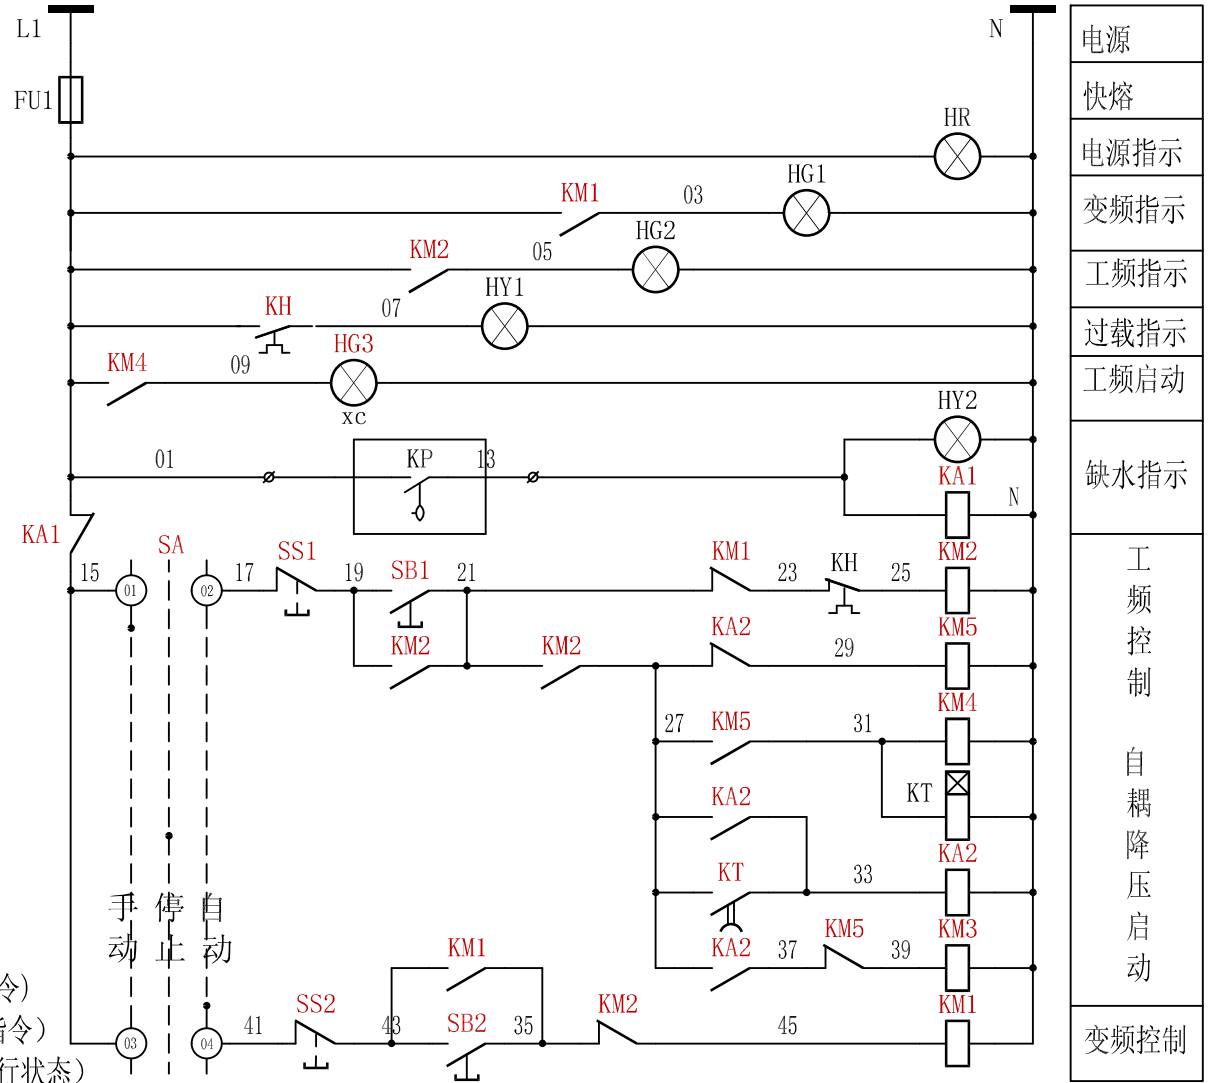 L1
N
电源
FU1
快熔
HR
电源指示
HG1
KM1
03
变频指示
HG2
KM2
05
工频指示
HY1
KH
07
过载指示
HG3
KM4
09
工频启动
XC
HY2
01
KP
13
缺水指示
KA1
N
KA1
SA
SS1
KM1
KH
KM2
15
01
02
17
19
SB1
21
23
25
工频控制
KM2
KM2
KA2
29
KM5
27
KM5
31
KM4
KA2
KT
自耦降压启动
KT
33
KA2
手动
停止
自动
KM1
KA2
37
KM5
39
KM3
令)
SS2
KM2
KM1
指令)
03
04
41
43
SB2
35
45
变频控制
行状态)